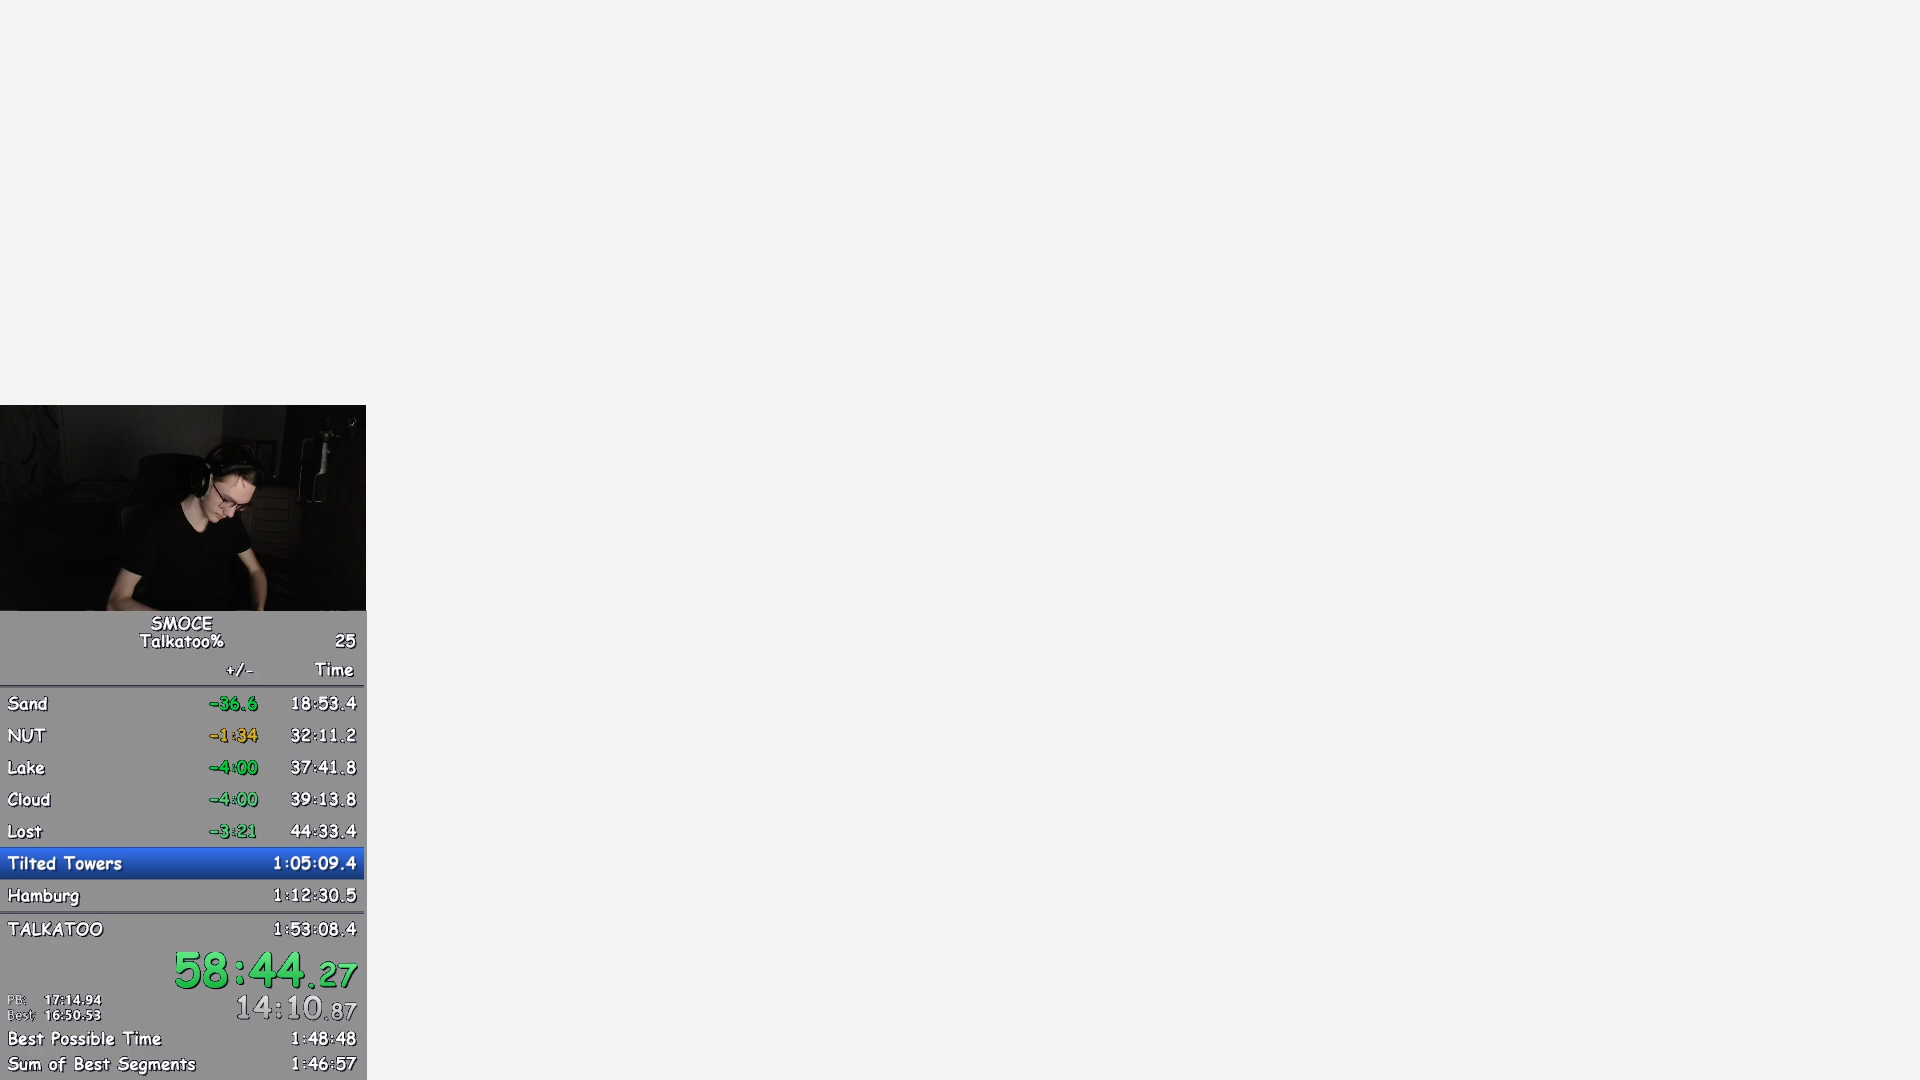 SMOCE
Talkatoo% 25
+/- Time
Sand -36.6 18:53.4
NUT -1:34 32:11.2
Lake -4:00 37:41.8
Cloud -4:00 39:13.8
Lost -3:21 44:33.4
Tilted Towers 1:05:09.4
Hamburg 1:12:30.5
TALKATOO 1:53:08.4
58:44.27
PB: 17:14.94 14:10.87
Best: 16:50.53
Best Possible Time 1:48:48
Sum of Best Segments 1:46:57